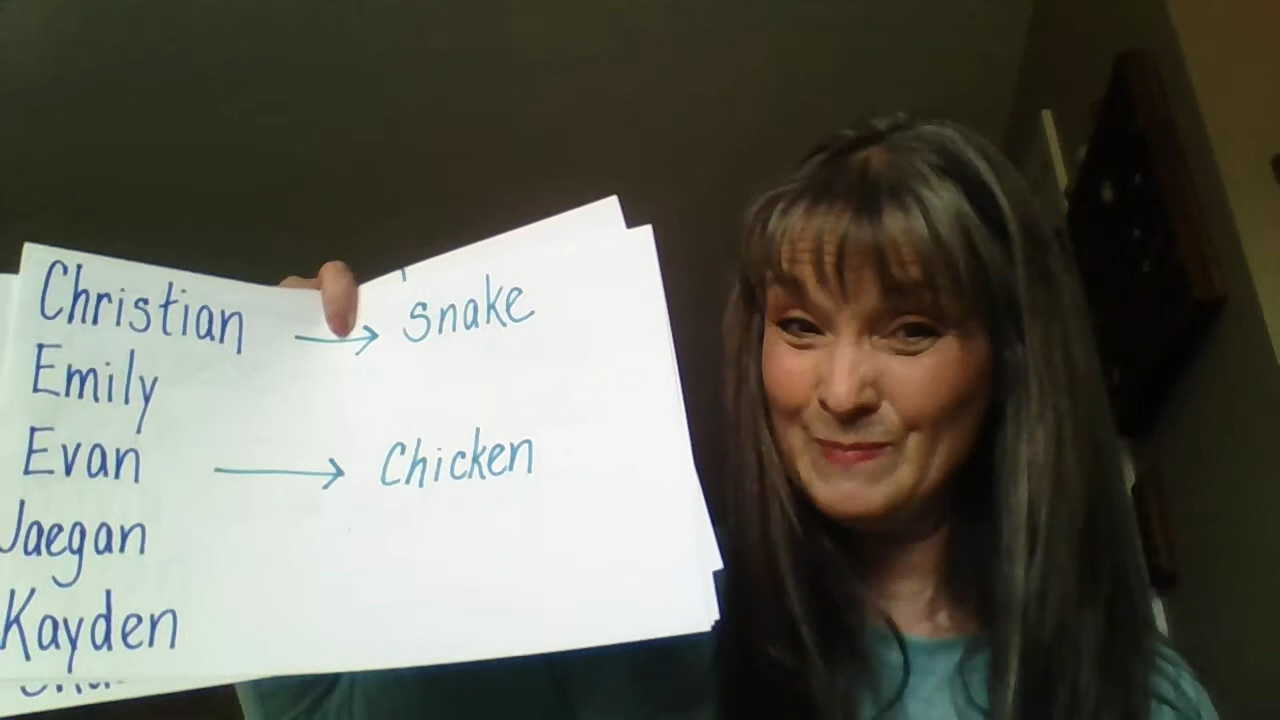 Christian → snake
Emily
Evan → Chicken
Jaegan
Kayden